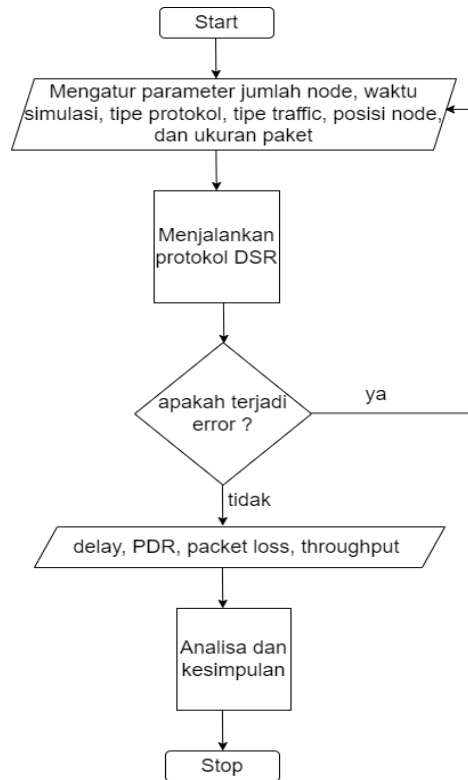 Start
Mengatur parameter jumlah node, waktu
simulasi, tipe protokol, tipe traffic, posisi node,
dan ukuran paket
Menjalankan
protokol DSR
apakah terjadi
error ?
ya
tidak
delay, PDR, packet loss, throughput
Analisa dan
kesimpulan
Stop